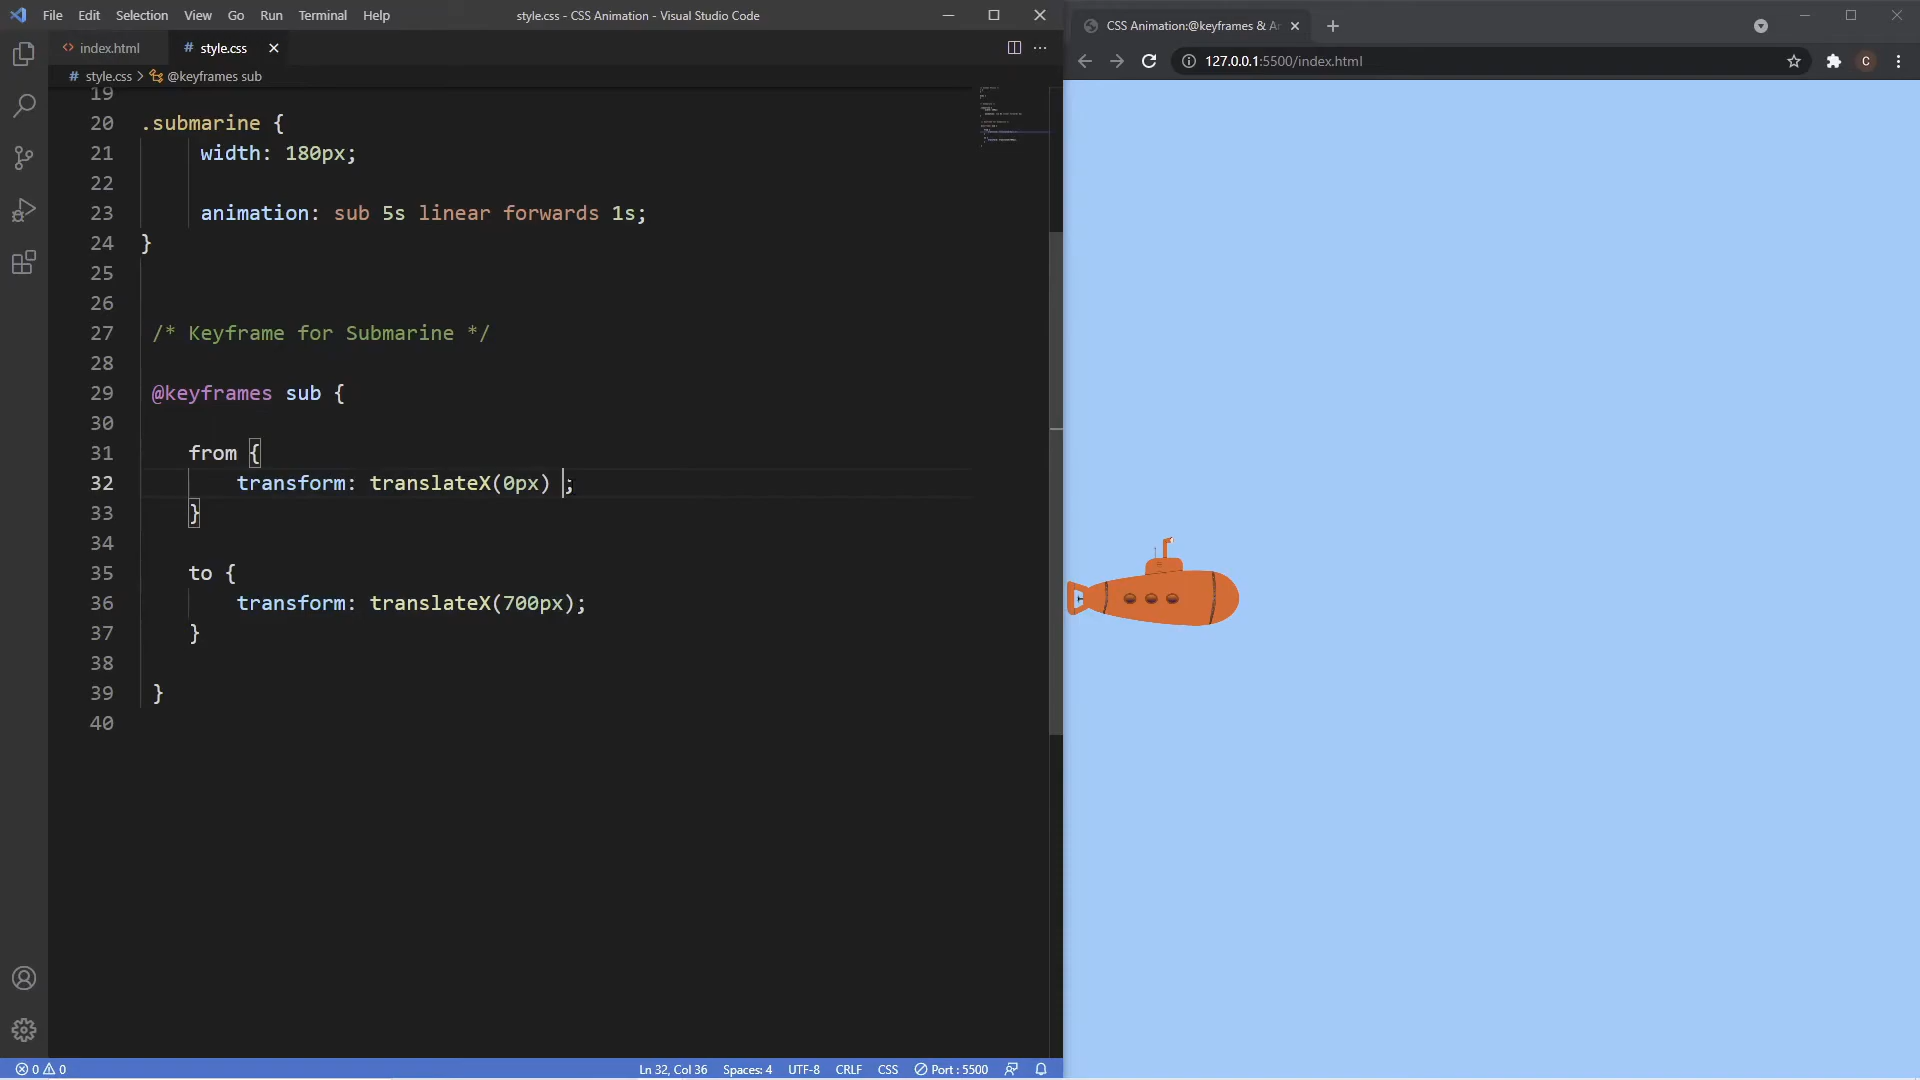 File Edit Selection View Go Run Terminal Help
style.css - CSS Animation - Visual Studio Code
index.html
# style.css
# style.css > @keyframes sub
19
20 .submarine {
21 width: 180px;
22
23 animation: sub 5s linear forwards 1s;
24 }
25
26
27 /* Keyframe for Submarine */
28
29 @keyframes sub {
30
31 from {
32 transform: translateX(0px) ;
33 }
34
35 to {
36 transform: translateX(700px);
37 }
38
39 }
40
0 0
Ln 32, Col 36 Spaces: 4 UTF-8 CRLF CSS Port : 5500
CSS Animation:@keyframes &
127.0.0.1:5500/index.html
C